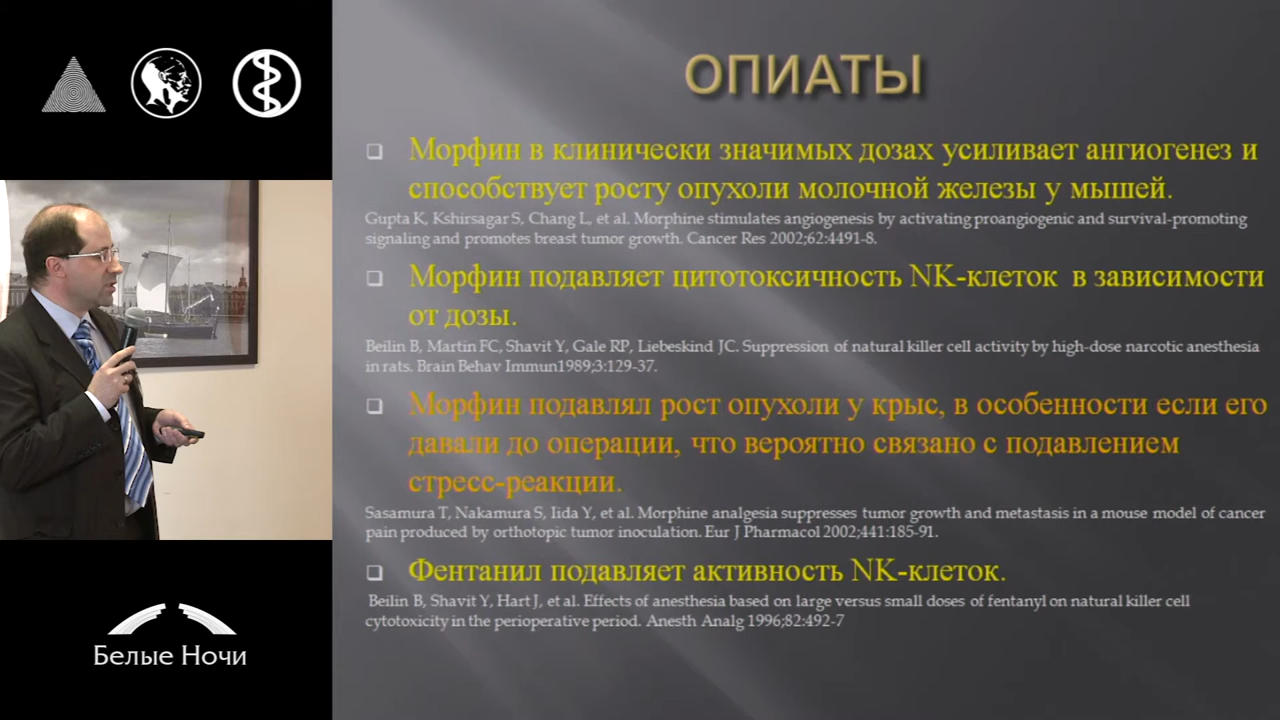 ОПИАТЫ
Морфин в клинически значимых дозах усиливает ангиогенез и
способствует росту опухоли молочной железы у мышей.
Gupta K, Kshirsagar S, Chang L, et al. Morphine stimulates angiogenesis by activating proangiogenic and survival-promoting
signaling and promotes breast tumor growth. Cancer Res 2002;62:4491-8.
Морфин подавляет цитотоксичность NK-клеток в зависимости
от дозы.
Beilin B, Martin FC, Shavit Y, Gale RP, Liebeskind JC. Suppression of natural killer cell activity by high-dose narcotic anesthesia
in rats. Brain Behav Immun1989;3:129-37.
Морфин подавлял рост опухоли у крыс, в особенности если его
давали до операции, что вероятно связано с подавлением
стресс-реакции.
Sasamura T, Nakamura S, Iida Y, et al. Morphine analgesia suppresses tumor growth and metastasis in a mouse model of cancer
pain produced by orthotopic tumor inoculation. Eur J Pharmacol 2002;441:185-91.
Фентанил подавляет активность NK-клеток.
Beilin B, Shavit Y, Hart J, et al. Effects of anesthesia based on large versus small doses of fentanyl on natural killer cell
cytotoxicity in the perioperative period. Anesth Analg 1996;82:492-7
Белые Ночи